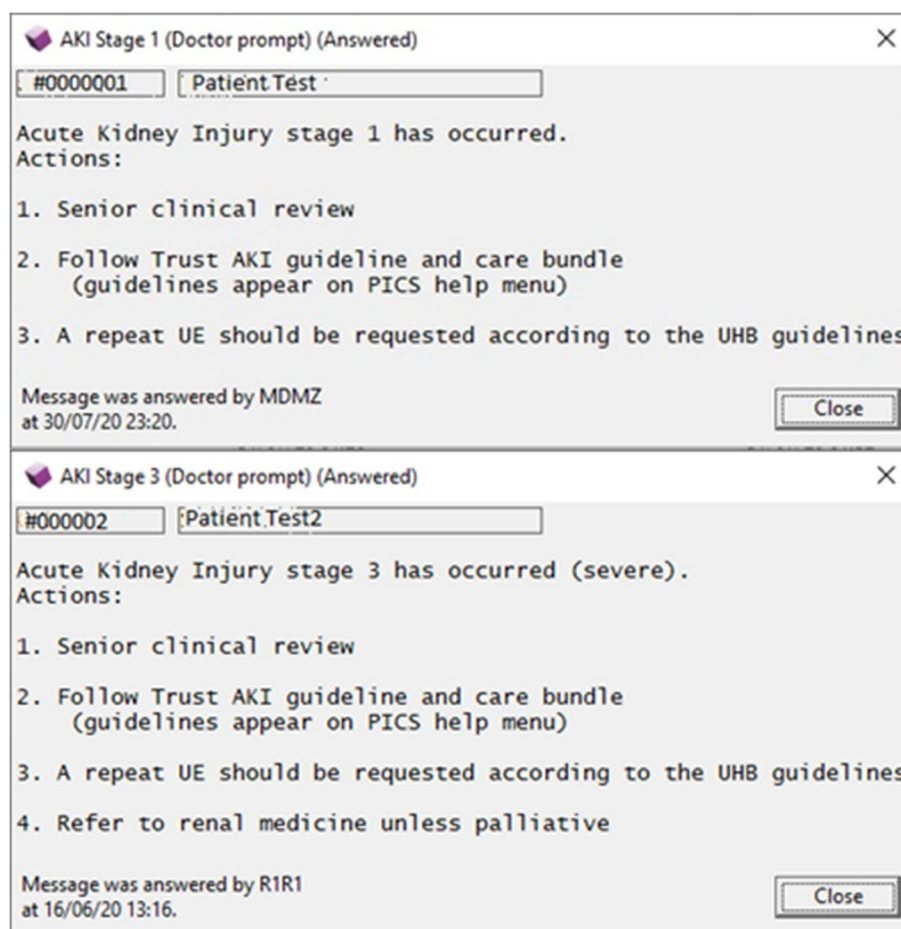 AKI Stage 1 (Doctor prompt) (Answered)
#0000001 Patient Test
Acute Kidney Injury stage 1 has occurred.
Actions:
1. Senior clinical review
2. Follow Trust AKI guideline and care bundle
(guidelines appear on PICS help menu)
3. A repeat UE should be requested according to the UHB guidelines
Message was answered by MDMZ
at 30/07/20 23:20.
Close
AKI Stage 3 (Doctor prompt) (Answered)
#000002 Patient Test2
Acute Kidney Injury stage 3 has occurred (severe).
Actions:
1. Senior clinical review
2. Follow Trust AKI guideline and care bundle
(guidelines appear on PICS help menu)
3. A repeat UE should be requested according to the UHB guidelines
4. Refer to renal medicine unless palliative
Message was answered by R1R1
at 16/06/20 13:16.
Close